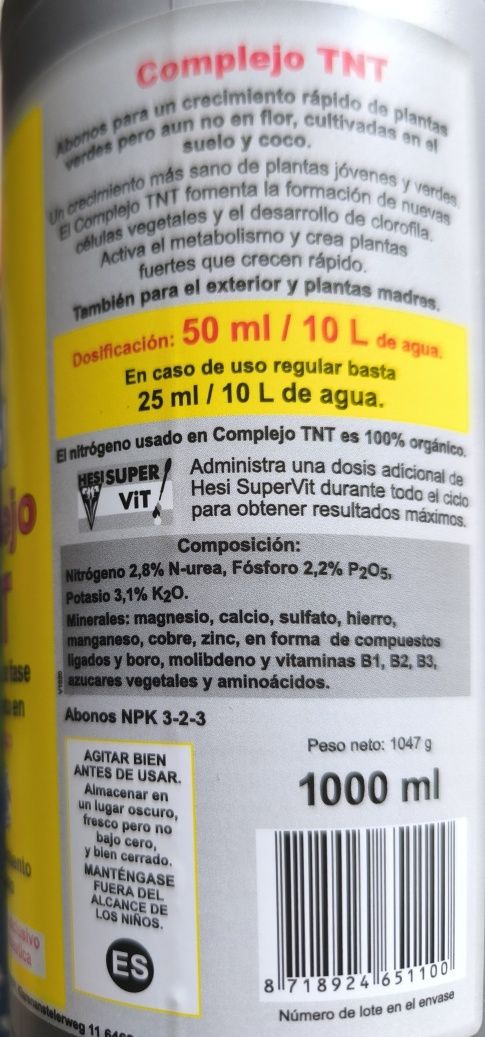 Complejo TNT
Abonos para un crecimiento rápido de plantas
verdes pero aun no en flor, cultivadas en el
suelo y coco.
Un crecimiento más sano de plantas jóvenes y verdes.
El Complejo TNT fomenta la formación de nuevas
células vegetales y el desarrollo de clorofila.
Activa el metabolismo y crea plantas
fuertes que crecen rápido.
También para el exterior y plantas madres.
Dosificación: 50 ml / 10 L de agua.
En caso de uso regular basta
25 ml / 10 L de agua.
El nitrógeno usado en Complejo TNT es 100% orgánico.
HESI SUPER
ViT!
Administra una dosis adicional de
Hesi SuperVit durante todo el ciclo
para obtener resultados máximos.
Composición:
Nitrógeno 2,8% N-urea, Fósforo 2,2% P2O5,
Potasio 3,1% K2O.
Minerales: magnesio, calcio, sulfato, hierro,
manganeso, cobre, zinc, en forma de compuestos
ligados y boro, molibdeno y vitaminas B1, B2, B3,
azucares vegetales y aminoácidos.
Abonos NPK 3-2-3
AGITAR BIEN
ANTES DE USAR.
Almacenar en
un lugar oscuro,
fresco pero no
bajo cero,
y bien cerrado.
MANTÉNGASE
FUERA DEL
ALCANCE DE
LOS NIÑOS.
ES
Peso neto: 1047 g
1000 ml
8 718924 651100
Número de lote en el envase